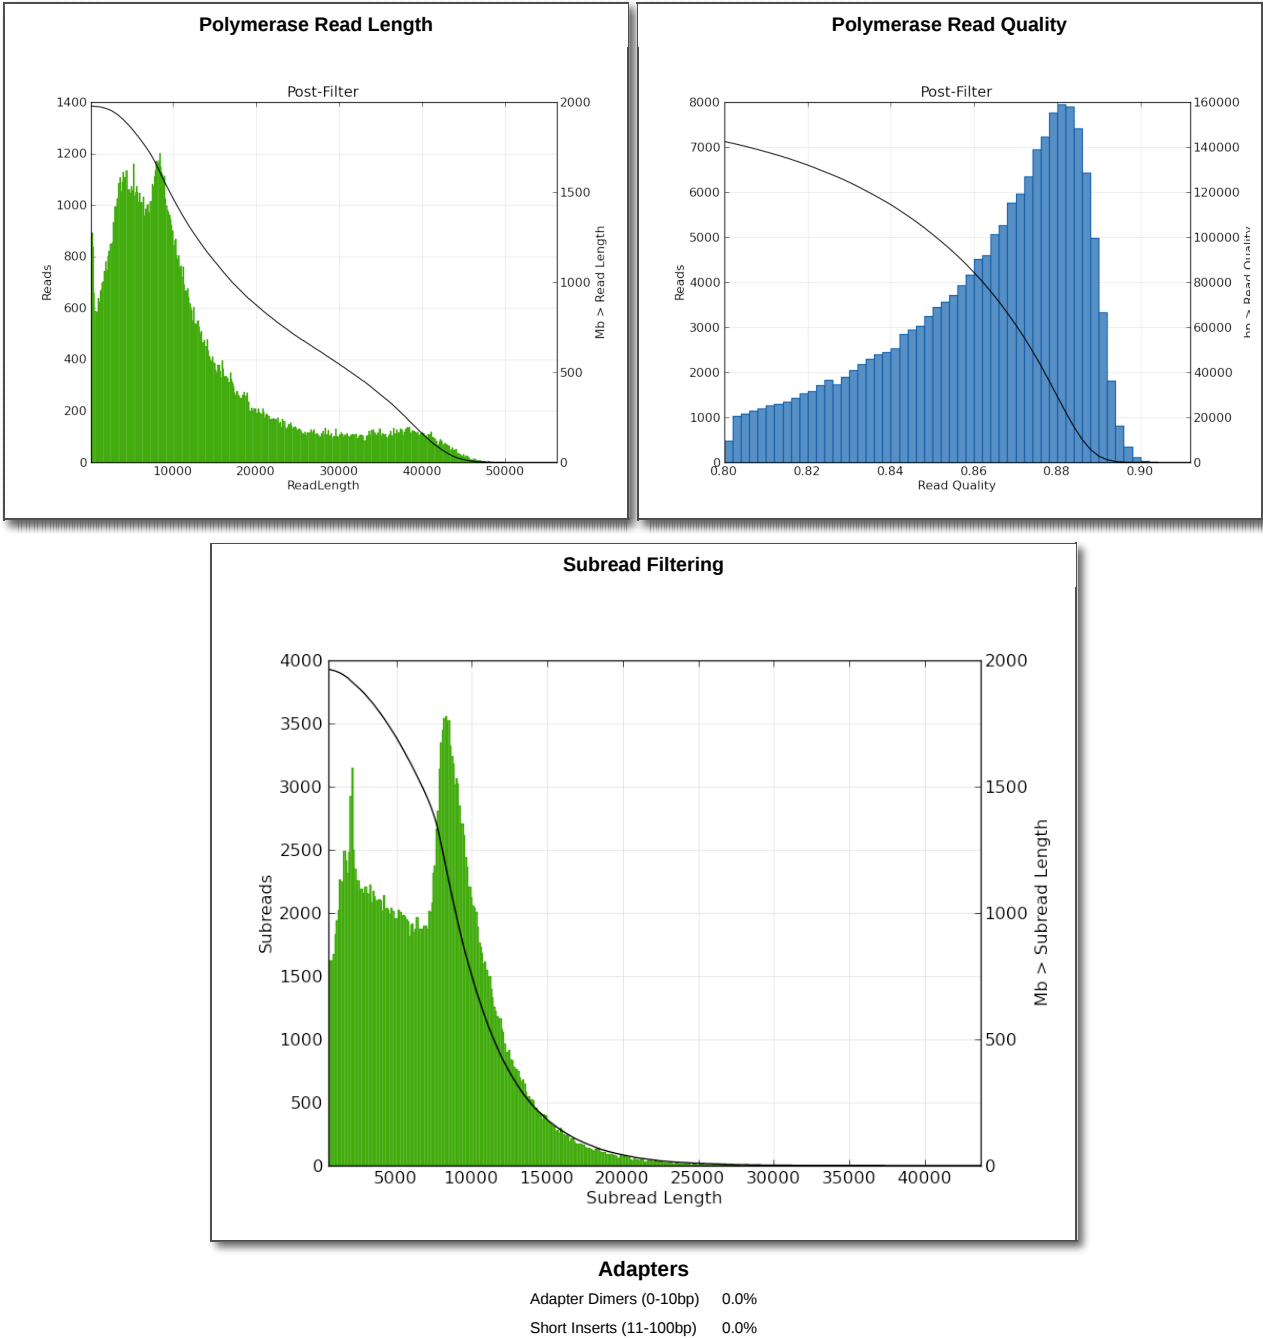 Polymerase Read Length
Post-Filter
1400
1200
1000
800
600
400
200
0
Reads
2000
1500
1000
500
0
Mb > Read Length
10000 20000 30000 40000 50000
ReadLength
Polymerase Read Quality
Post-Filter
8000
7000
6000
5000
4000
3000
2000
1000
0
Reads
160000
140000
120000
100000
80000
60000
40000
20000
0
bp > Read Quality
0.80 0.82 0.84 0.86 0.88 0.90
Read Quality
Subread Filtering
4000
3500
3000
2500
2000
1500
1000
500
0
Subreads
2000
1500
1000
500
0
Mb > Subread Length
5000 10000 15000 20000 25000 30000 35000 40000
Subread Length
Adapters
Adapter Dimers (0-10bp) 0.0%
Short Inserts (11-100bp) 0.0%